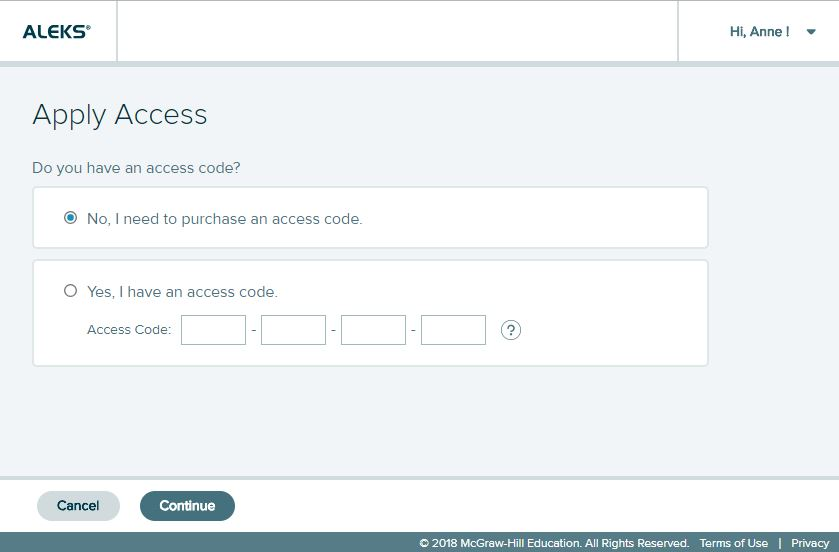 ALEKS®
Hi, Anne !
Apply Access
Do you have an access code?
No, I need to purchase an access code.
Yes, I have an access code.
Access Code: - - - ?
Cancel Continue
© 2018 McGraw-Hill Education. All Rights Reserved. Terms of Use | Privacy